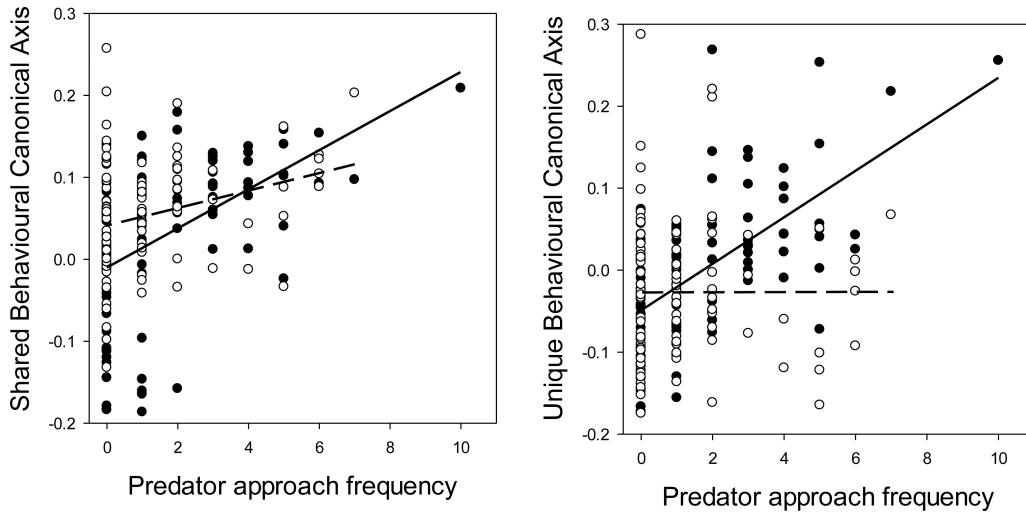 Shared Behavioural Canonical Axis
0.3
0.2
0.1
0.0
-0.1
-0.2
0 2 4 6 8 10
Predator approach frequency
Unique Behavioural Canonical Axis
0.3
0.2
0.1
0.0
-0.1
-0.2
0 2 4 6 8 10
Predator approach frequency